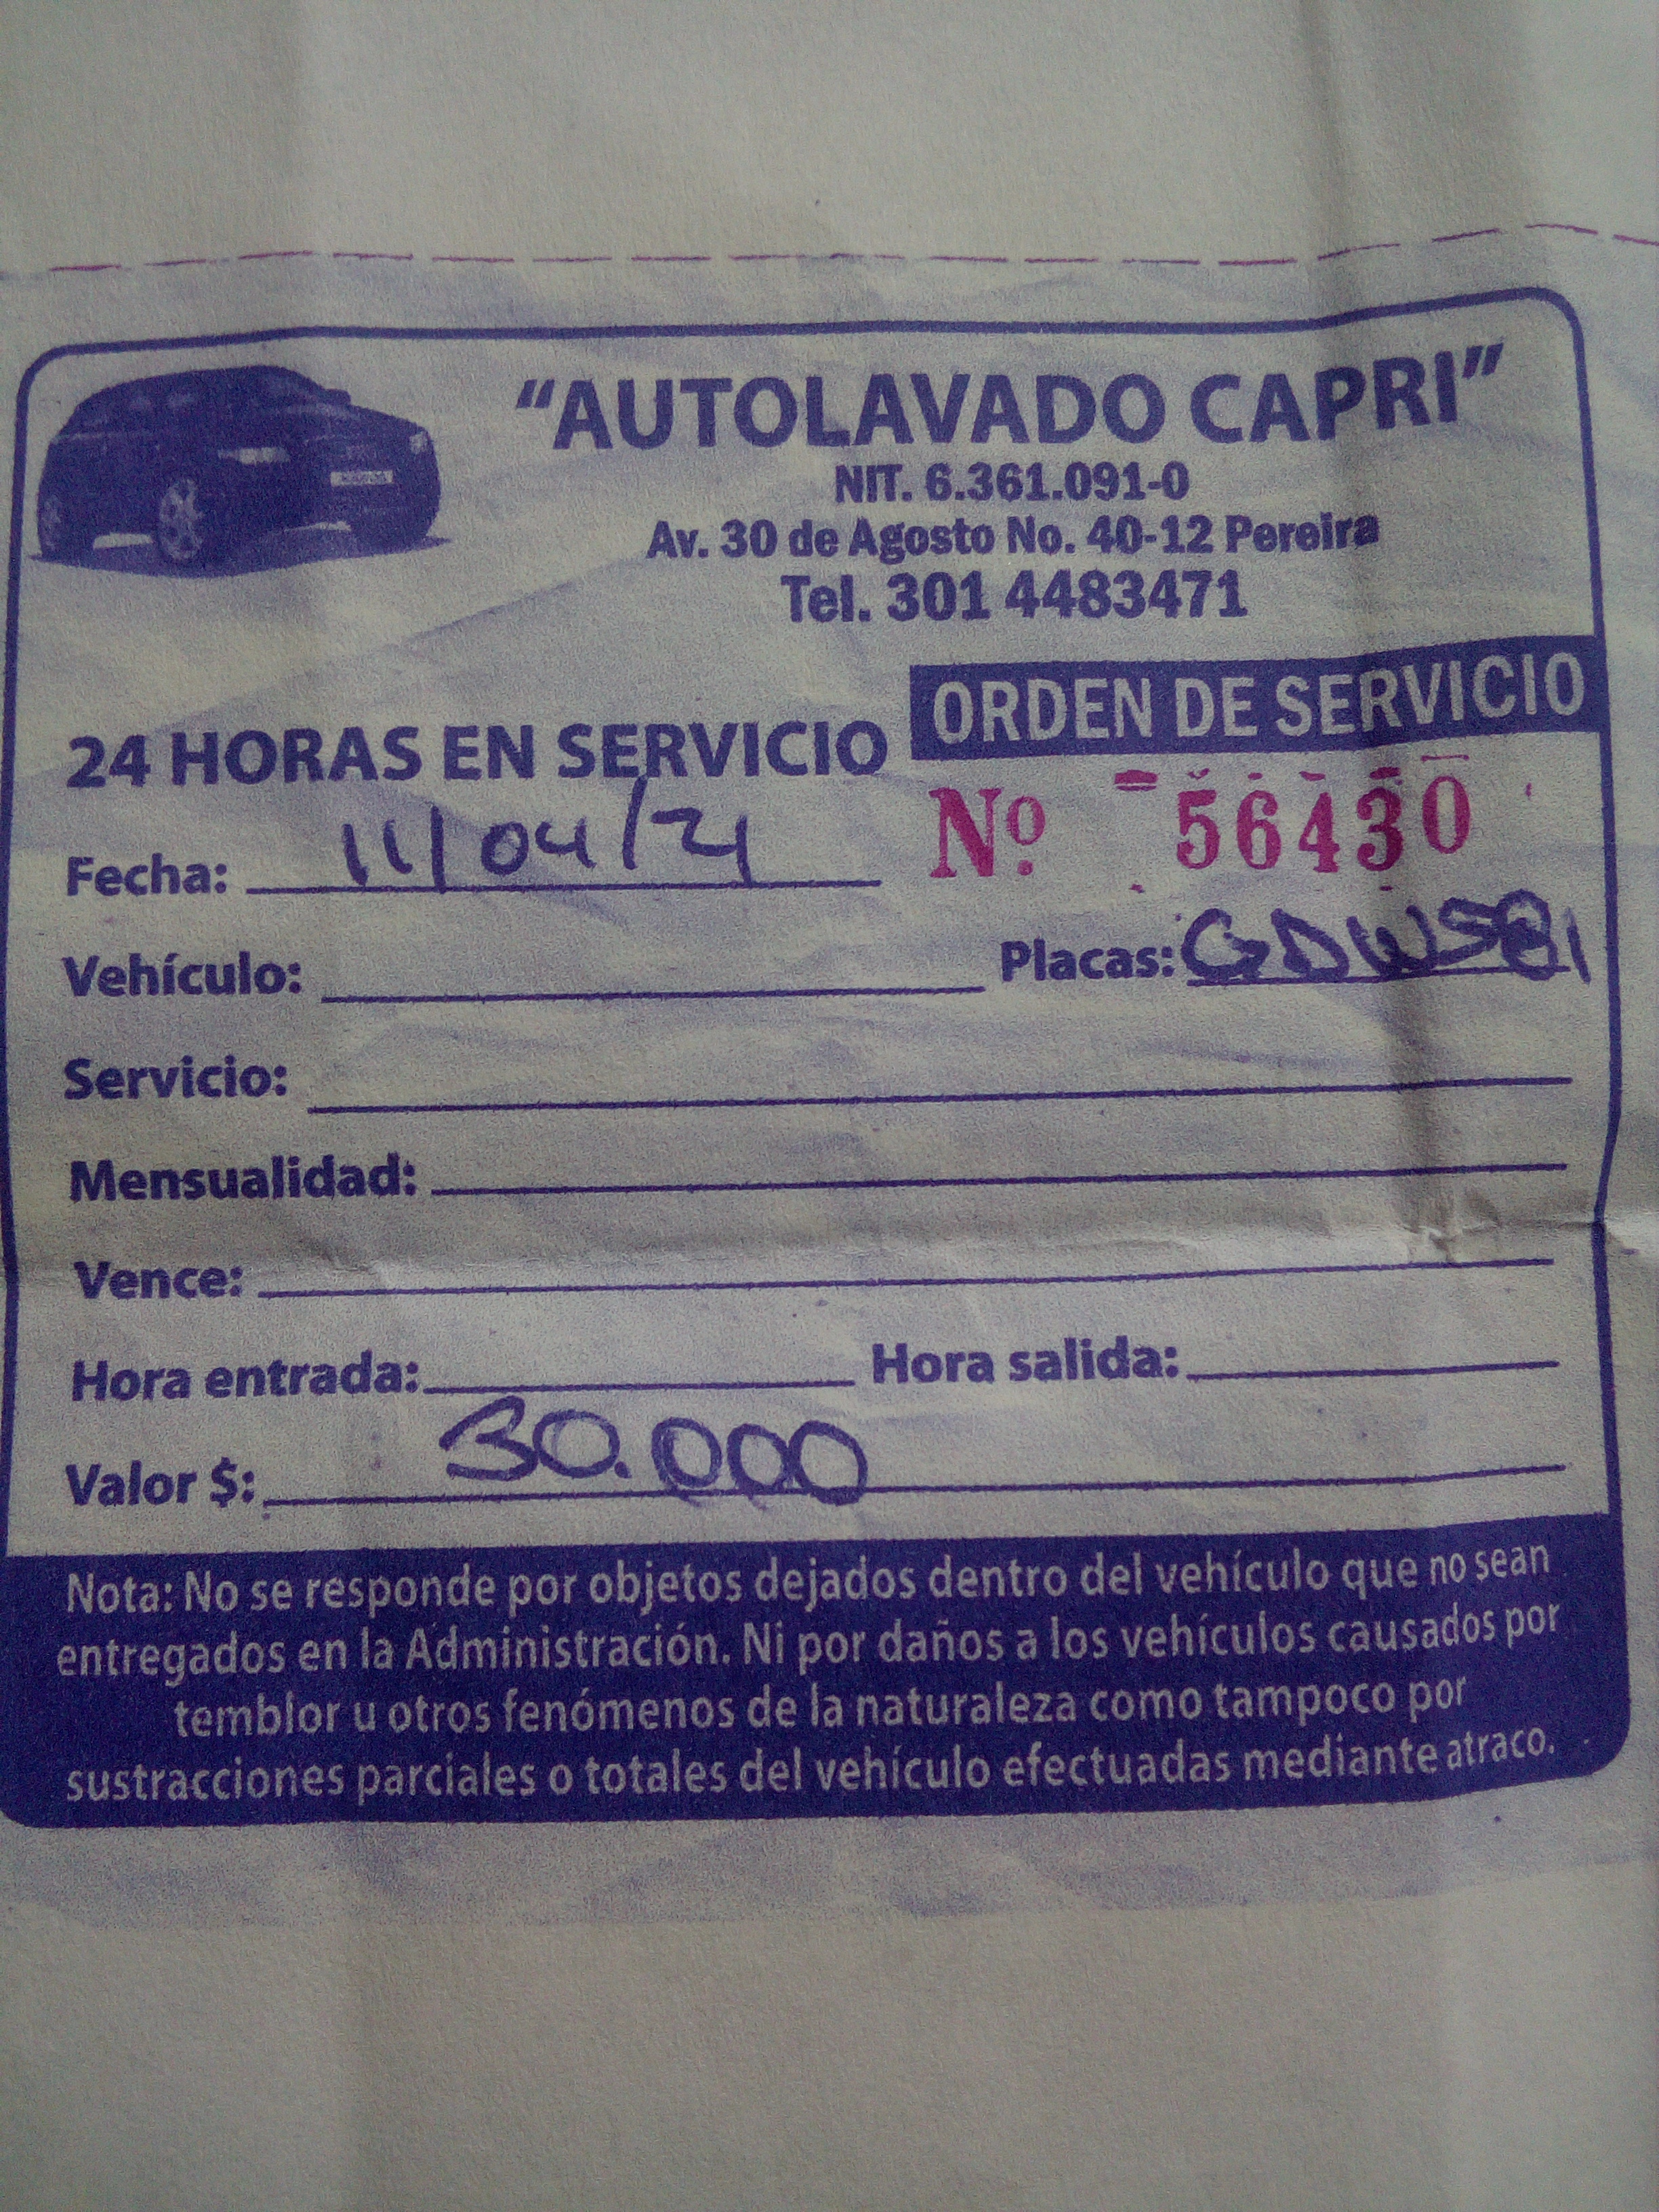 “AUTOLAVADO CAPRI”
NIT. 6.361.091-0
Av. 30 de Agosto No. 40-12 Pereira
Tel. 301 4483471
24 HORAS EN SERVICIO
ORDEN DE SERVICIO
Nº. 56430
Fecha: 11/04/21
Vehículo:
Placas: GDW581
Servicio:
Mensualidad:
Vence:
Hora entrada: Hora salida:
Valor $: 30.000
Nota: No se responde por objetos dejados dentro del vehículo que no sean
entregados en la Administración. Ni por daños a los vehículos causados por
temblor u otros fenómenos de la naturaleza como tampoco por
sustracciones parciales o totales del vehículo efectuadas mediante atraco.